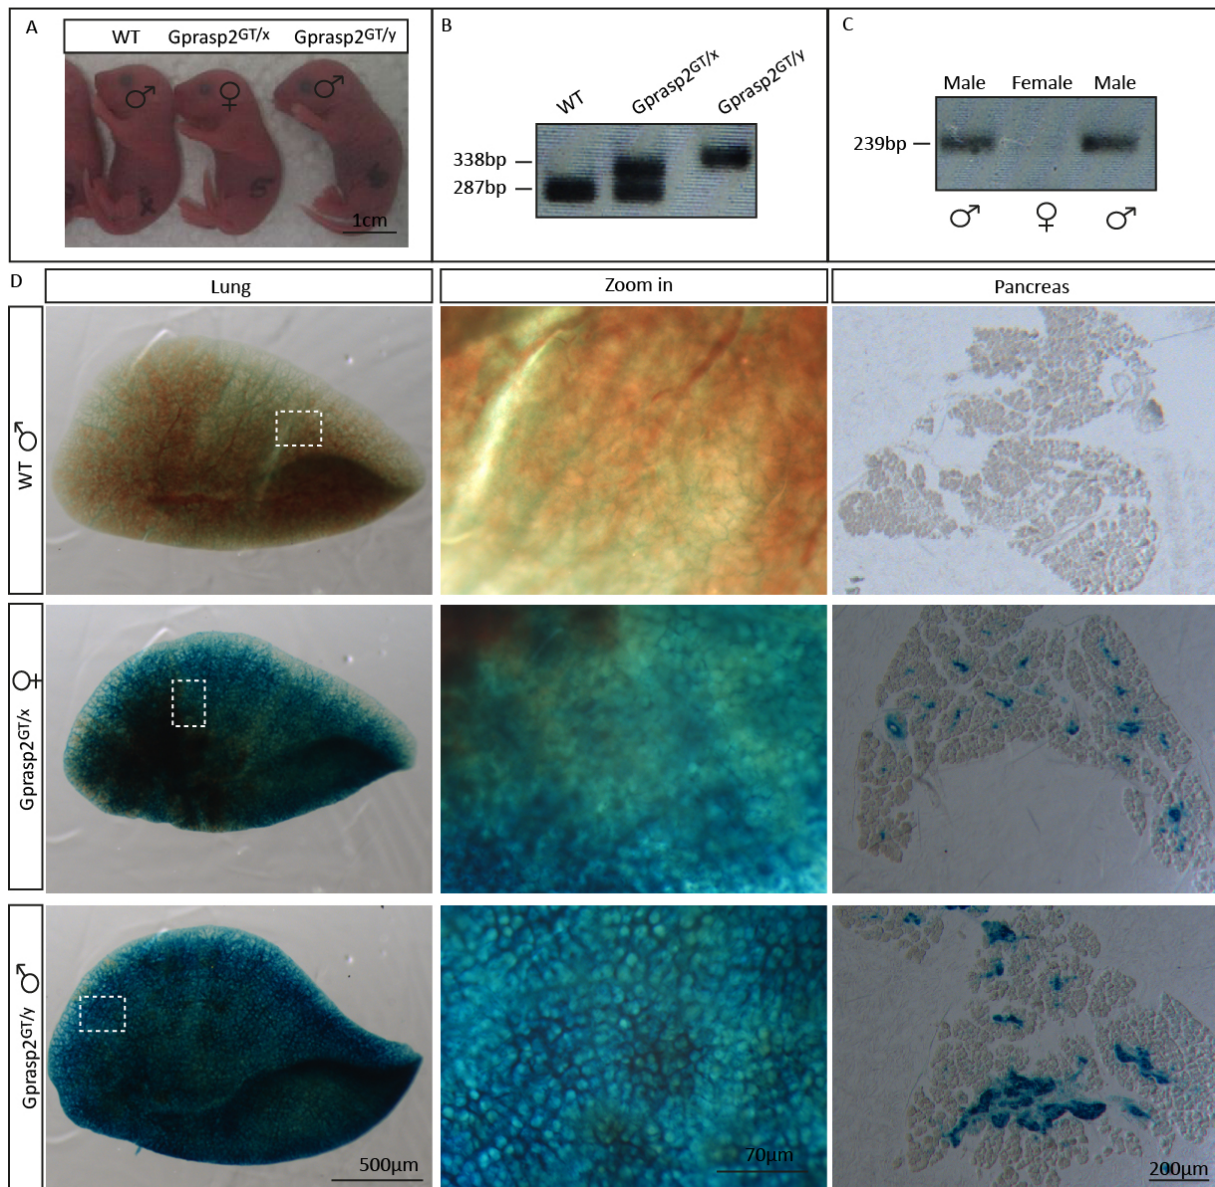 A
WT Gprasp2GT/x Gprasp2GT/y
♂ ♀ ♂
1cm
B
WT Gprasp2GT/x Gprasp2GT/y
338bp
287bp
C
Male Female Male
239bp
♂ ♀ ♂
D
Lung Zoom in Pancreas
WT ♂
Gprasp2GT/x ♀
Gprasp2GT/y ♂
500μm
70μm
200μm